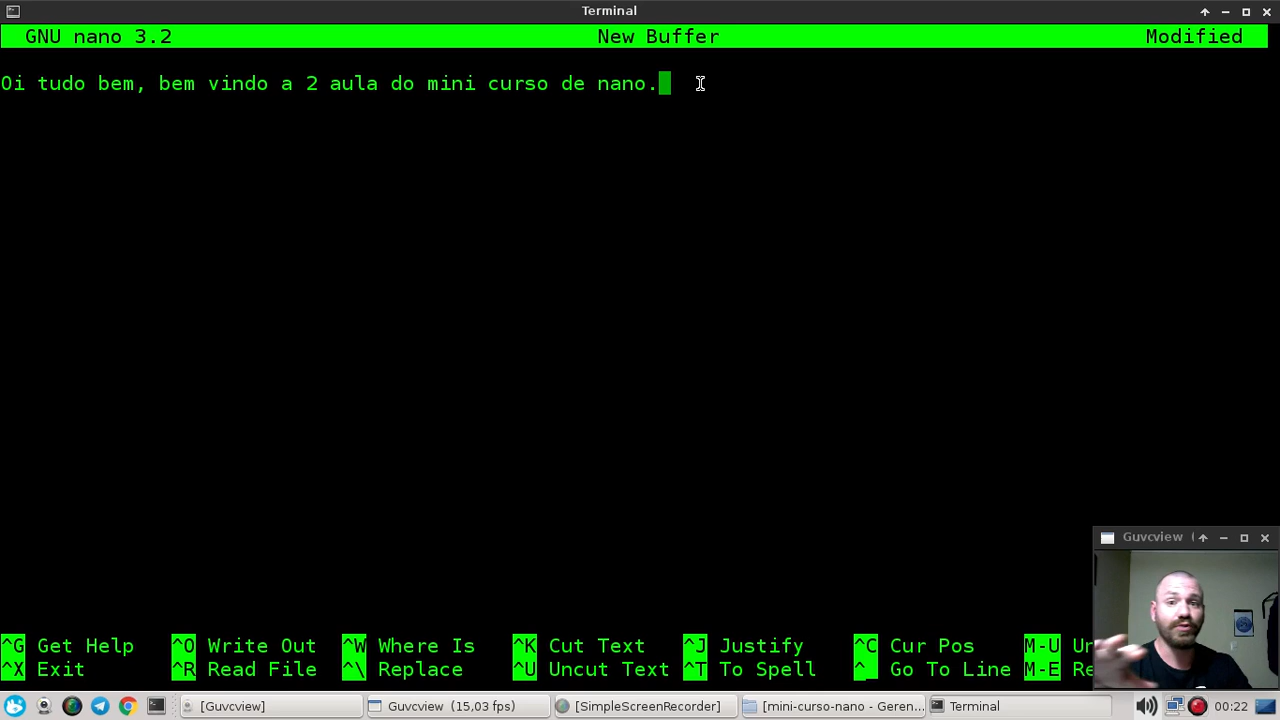 Terminal
GNU nano 3.2 New Buffer Modified
Oi tudo bem, bem vindo a 2 aula do mini curso de nano.
Guvcview (
^G Get Help ^O Write Out ^W Where Is ^K Cut Text ^J Justify ^C Cur Pos M-U Un
^X Exit ^R Read File ^\ Replace ^U Uncut Text ^T To Spell ^_ Go To Line M-E Re
[Guvcview] Guvcview (15,03 fps) [SimpleScreenRecorder] [mini-curso-nano - Geren... Terminal 00:22